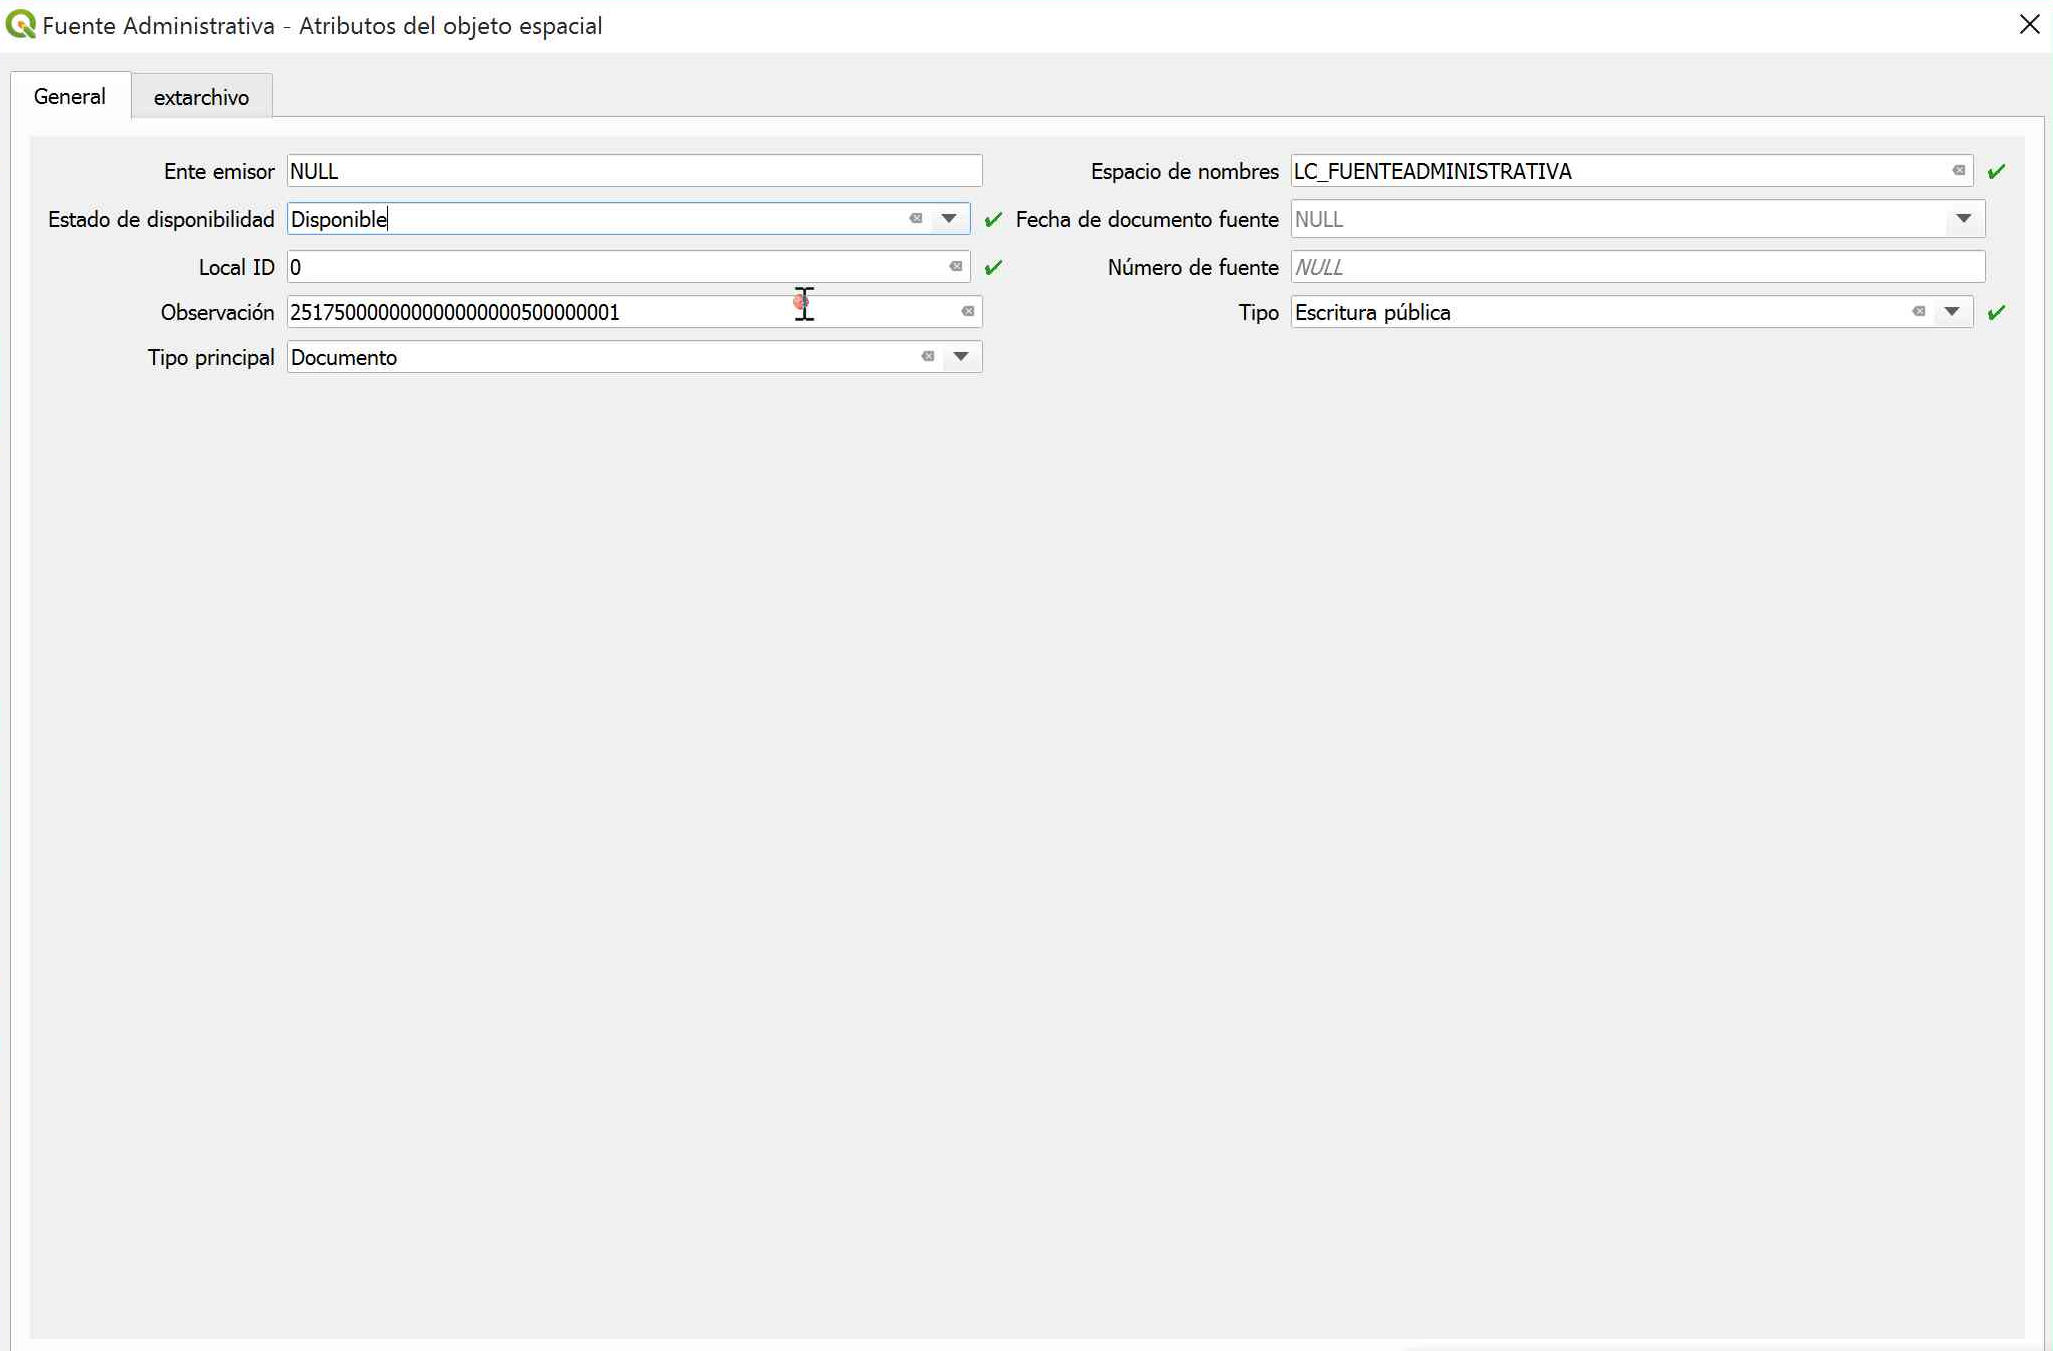 Fuente Administrativa - Atributos del objeto espacial
General
extarchivo
Ente emisor NULL
Espacio de nombres LC_FUENTEADMINISTRATIVA
Estado de disponibilidad Disponible
Fecha de documento fuente NULL
Local ID 0
Número de fuente NULL
Observación 251750000000000000000500000001
Tipo Escritura pública
Tipo principal Documento